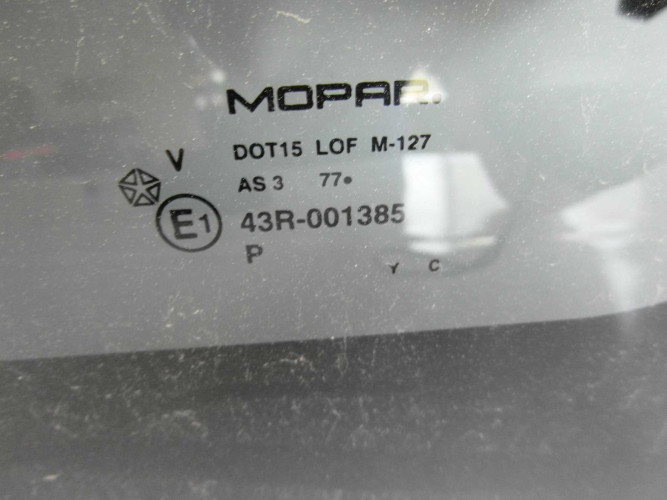 MOPAR.
V DOT15 LOF M-127
AS 3 77•
E1 43R-001385
P
Y C